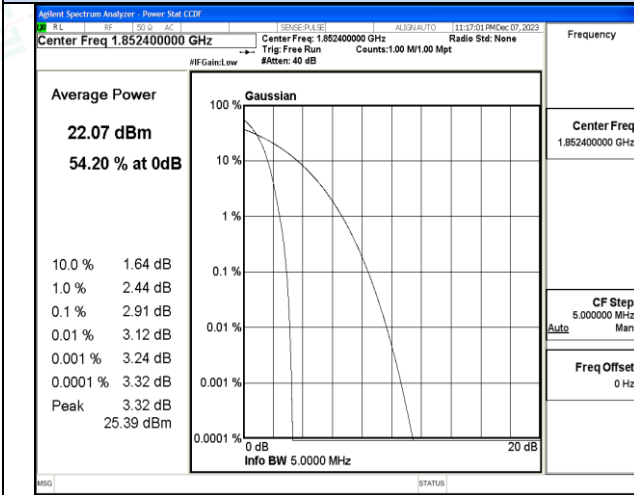 Agilent Spectrum Analyzer - Power Stat CCDF
RL RF 50 Ω AC SENSE:PULSE ALIGNAUTO 11:17:01 PM Dec 07, 2023
Center Freq 1.852400000 GHz
Center Freq: 1.852400000 GHz Radio Std: None
Trig: Free Run Counts:1.00 M/1.00 Mpt
#IFGain:Low #Atten: 40 dB
Frequency
Average Power
22.07 dBm
54.20 % at 0dB
10.0 % 1.64 dB
1.0 % 2.44 dB
0.1 % 2.91 dB
0.01 % 3.12 dB
0.001 % 3.24 dB
0.0001 % 3.32 dB
Peak 3.32 dB
25.39 dBm
Gaussian
100 %
10 %
1 %
0.1 %
0.01 %
0.001 %
0.0001 %
0 dB 20 dB
Info BW 5.0000 MHz
Center Freq
1.852400000 GHz
CF Step
5.000000 MHz
Auto Man
Freq Offset
0 Hz
MSG STATUS